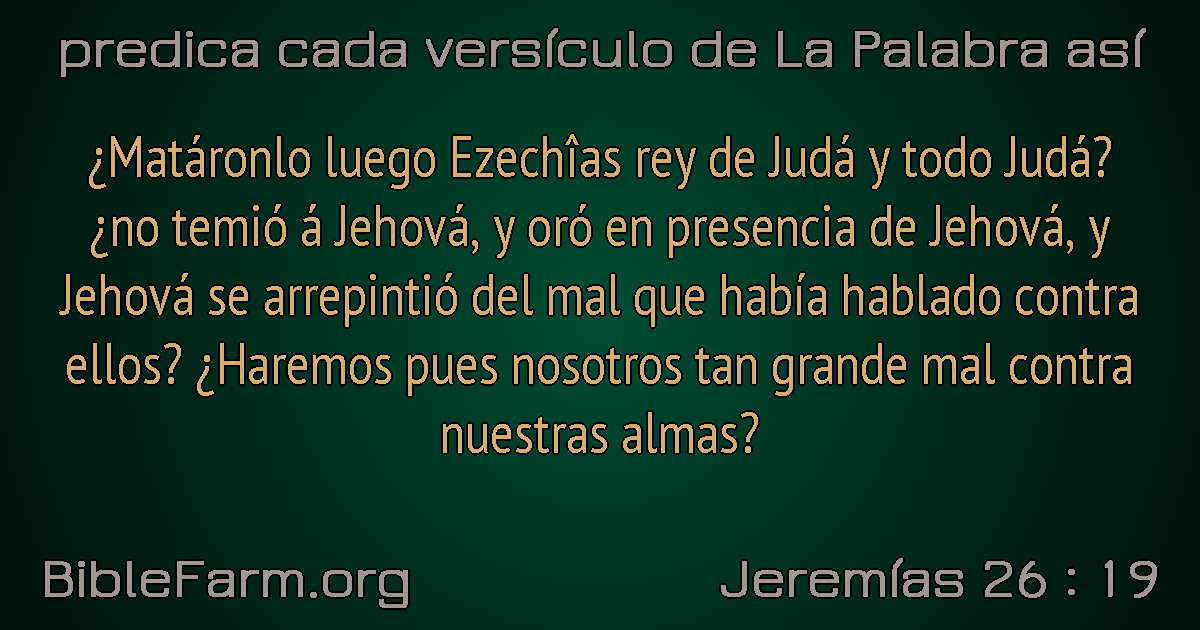 predica cada versículo de La Palabra así
¿Matáronlo luego Ezechîas rey de Judá y todo Judá?
¿no temió á Jehová, y oró en presencia de Jehová, y
Jehová se arrepintió del mal que había hablado contra
ellos? ¿Haremos pues nosotros tan grande mal contra
nuestras almas?
BibleFarm.org
Jeremías 26 : 19